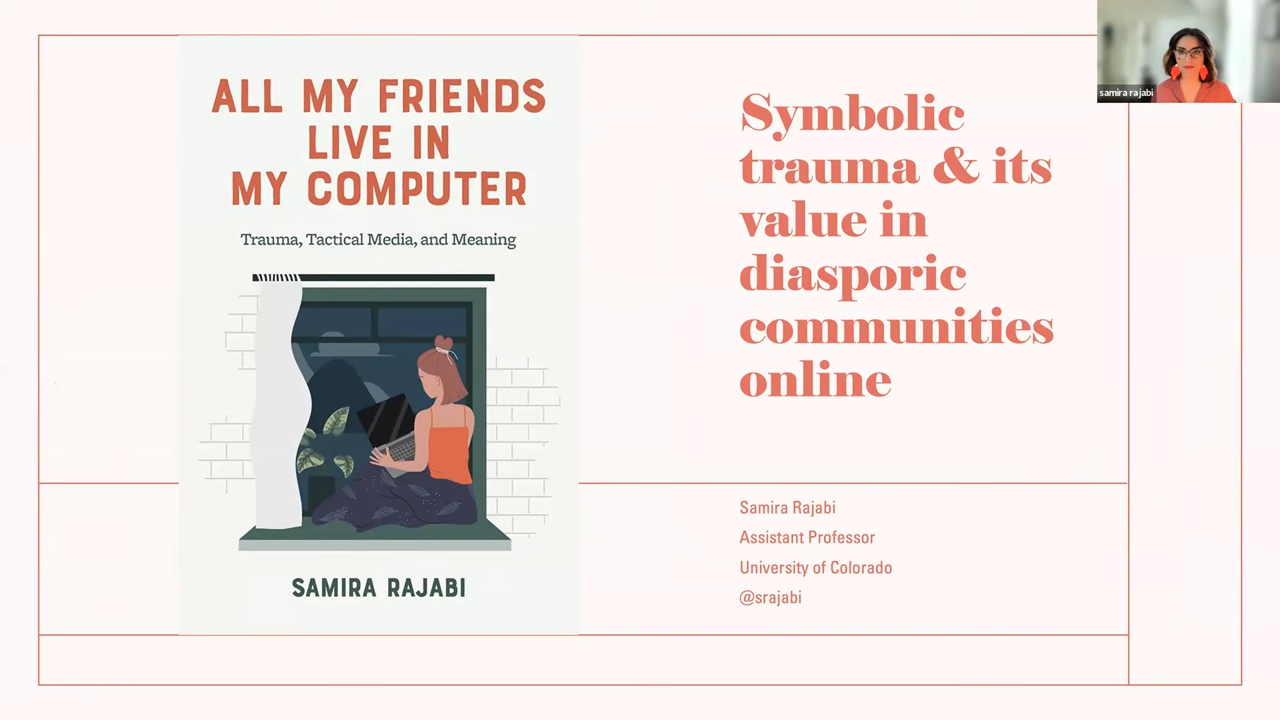 ALL MY FRIENDS
LIVE IN
MY COMPUTER
Trauma, Tactical Media, and Meaning
SAMIRA RAJABI
Symbolic
trauma & its
value in
diasporic
communities
online
Samira Rajabi
Assistant Professor
University of Colorado
@srajabi
samira rajabi